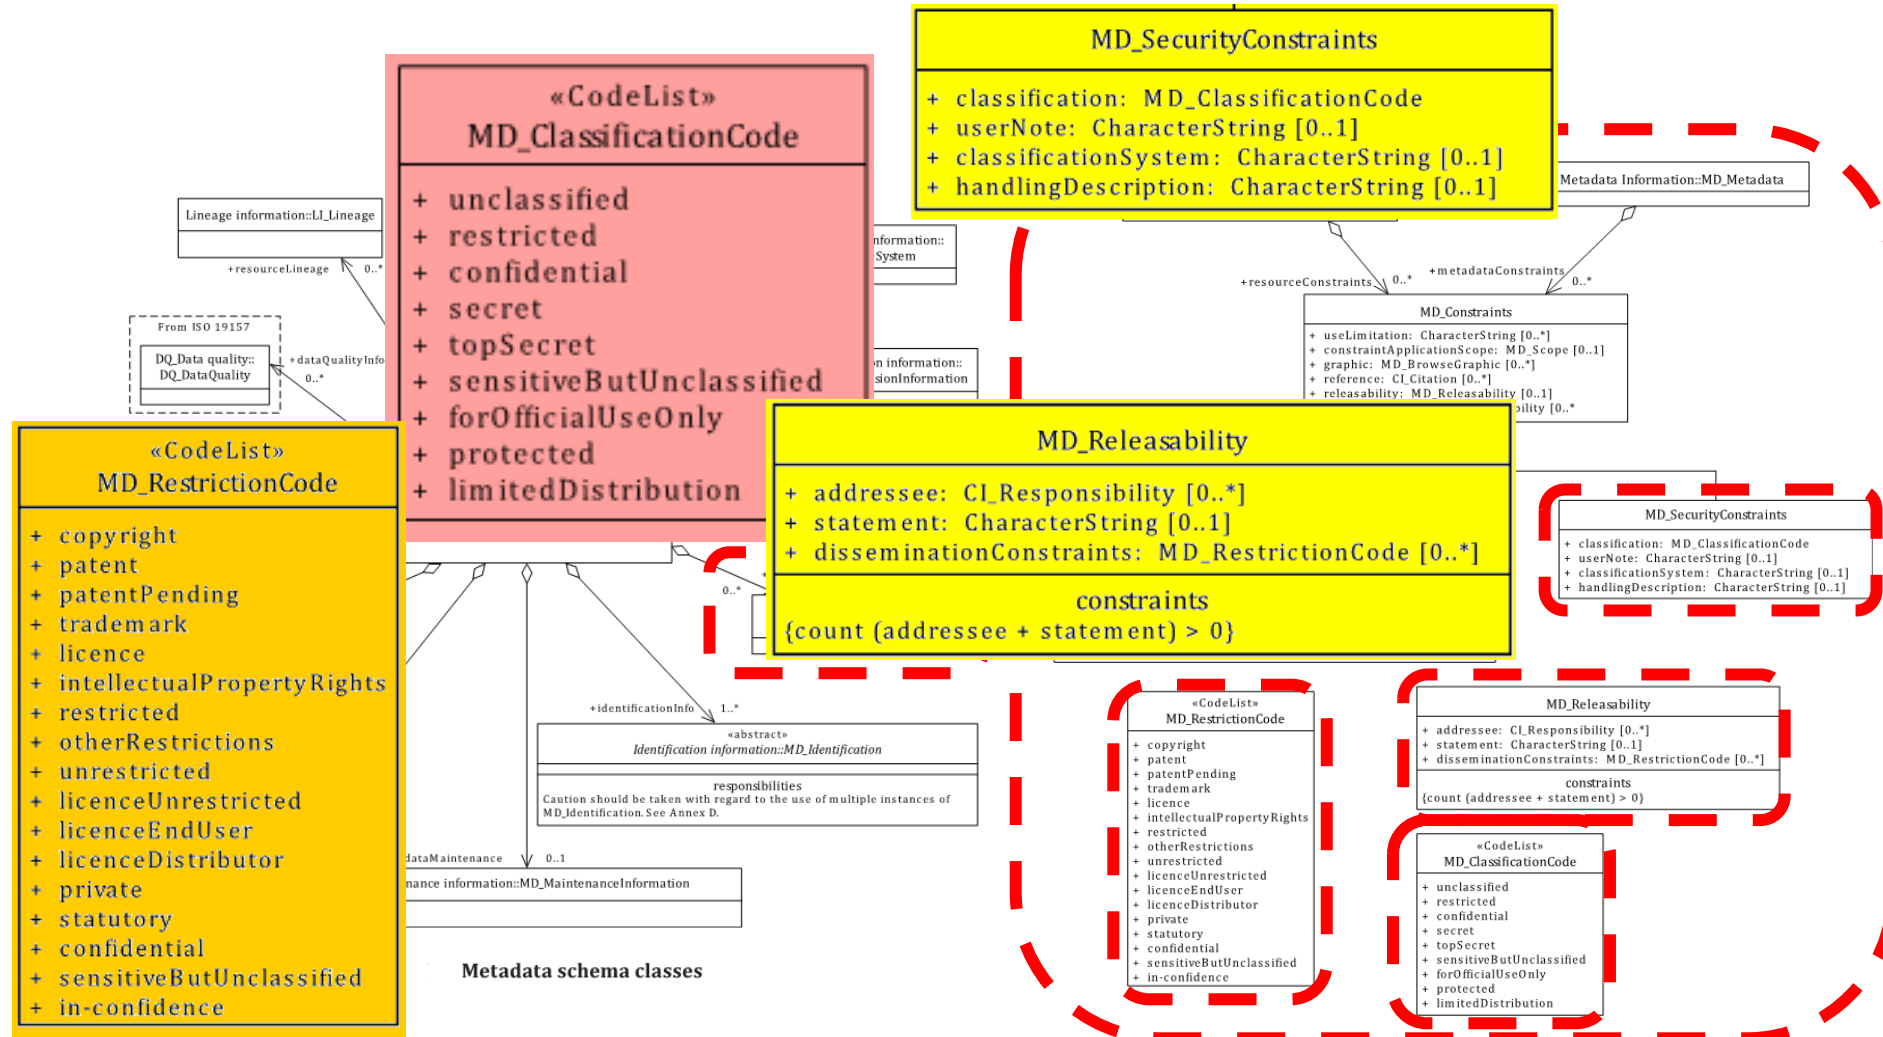 MD_SecurityConstraints
+ classification: MD_ClassificationCode
+ userNote: CharacterString [0..1]
+ classificationSystem: CharacterString [0..1]
+ handlingDescription: CharacterString [0..1]
«CodeList»
MD_ClassificationCode
+ unclassified
+ restricted
+ confidential
+ secret
+ topSecret
+ sensitiveButUnclassified
+ forOfficialUseOnly
+ protected
+ limitedDistribution
Metadata Information::MD_Metadata
Lineage information::LI_Lineage
+resourceLineage 0..*
System
From ISO 19157
DQ_Data quality::
DQ_DataQuality
+dataQualityInfo
0..*
information::
+resourceConstraints 0..*
+metadataConstraints 0..*
MD_Constraints
+ useLimitation: CharacterString [0..*]
+ constraintApplicationScope: MD_Scope [0..1]
+ graphic: MD_BrowseGraphic [0..*]
+ reference: CI_Citation [0..*]
+ releasability: MD_Releasability [0..1]
[0..*
«CodeList»
MD_RestrictionCode
+ copyright
+ patent
+ patentPending
+ trademark
+ licence
+ intellectualPropertyRights
+ restricted
+ otherRestrictions
+ unrestricted
+ licenceUnrestricted
+ licenceEndUser
+ licenceDistributor
+ private
+ statutory
+ confidential
+ sensitiveButUnclassified
+ in-confidence
MD_Releasability
+ addressee: CI_Responsibility [0..*]
+ statement: CharacterString [0..1]
+ disseminationConstraints: MD_RestrictionCode [0..*]
constraints
{count (addressee + statement) > 0}
MD_SecurityConstraints
+ classification: MD_ClassificationCode
+ userNote: CharacterString [0..1]
+ classificationSystem: CharacterString [0..1]
+ handlingDescription: CharacterString [0..1]
0..*
+identificationInfo 1..*
«abstract»
Identification information::MD_Identification
responsibilities
Caution should be taken with regard to the use of multiple instances of
MD_Identification. See Annex D.
dataMaintenance 0..1
nance information::MD_MaintenanceInformation
Metadata schema classes
«CodeList»
MD_RestrictionCode
+ copyright
+ patent
+ patentPending
+ trademark
+ licence
+ intellectualPropertyRights
+ restricted
+ otherRestrictions
+ unrestricted
+ licenceUnrestricted
+ licenceEndUser
+ licenceDistributor
+ private
+ statutory
+ confidential
+ sensitiveButUnclassified
+ in-confidence
MD_Releasability
+ addressee: CI_Responsibility [0..*]
+ statement: CharacterString [0..1]
+ disseminationConstraints: MD_RestrictionCode [0..*]
constraints
{count (addressee + statement) > 0}
«CodeList»
MD_ClassificationCode
+ unclassified
+ restricted
+ confidential
+ secret
+ topSecret
+ sensitiveButUnclassified
+ forOfficialUseOnly
+ protected
+ limitedDistribution